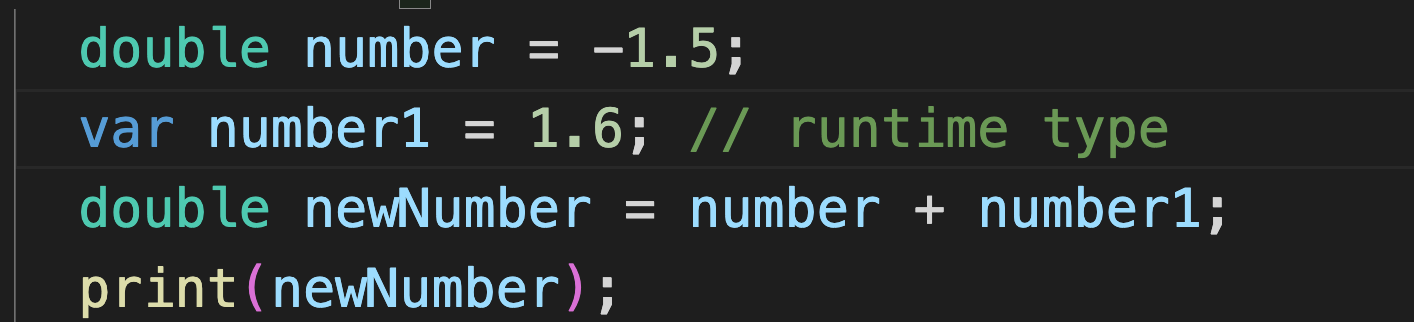 double number = -1.5;
var number1 = 1.6; // runtime type
double newNumber = number + number1;
print(newNumber);